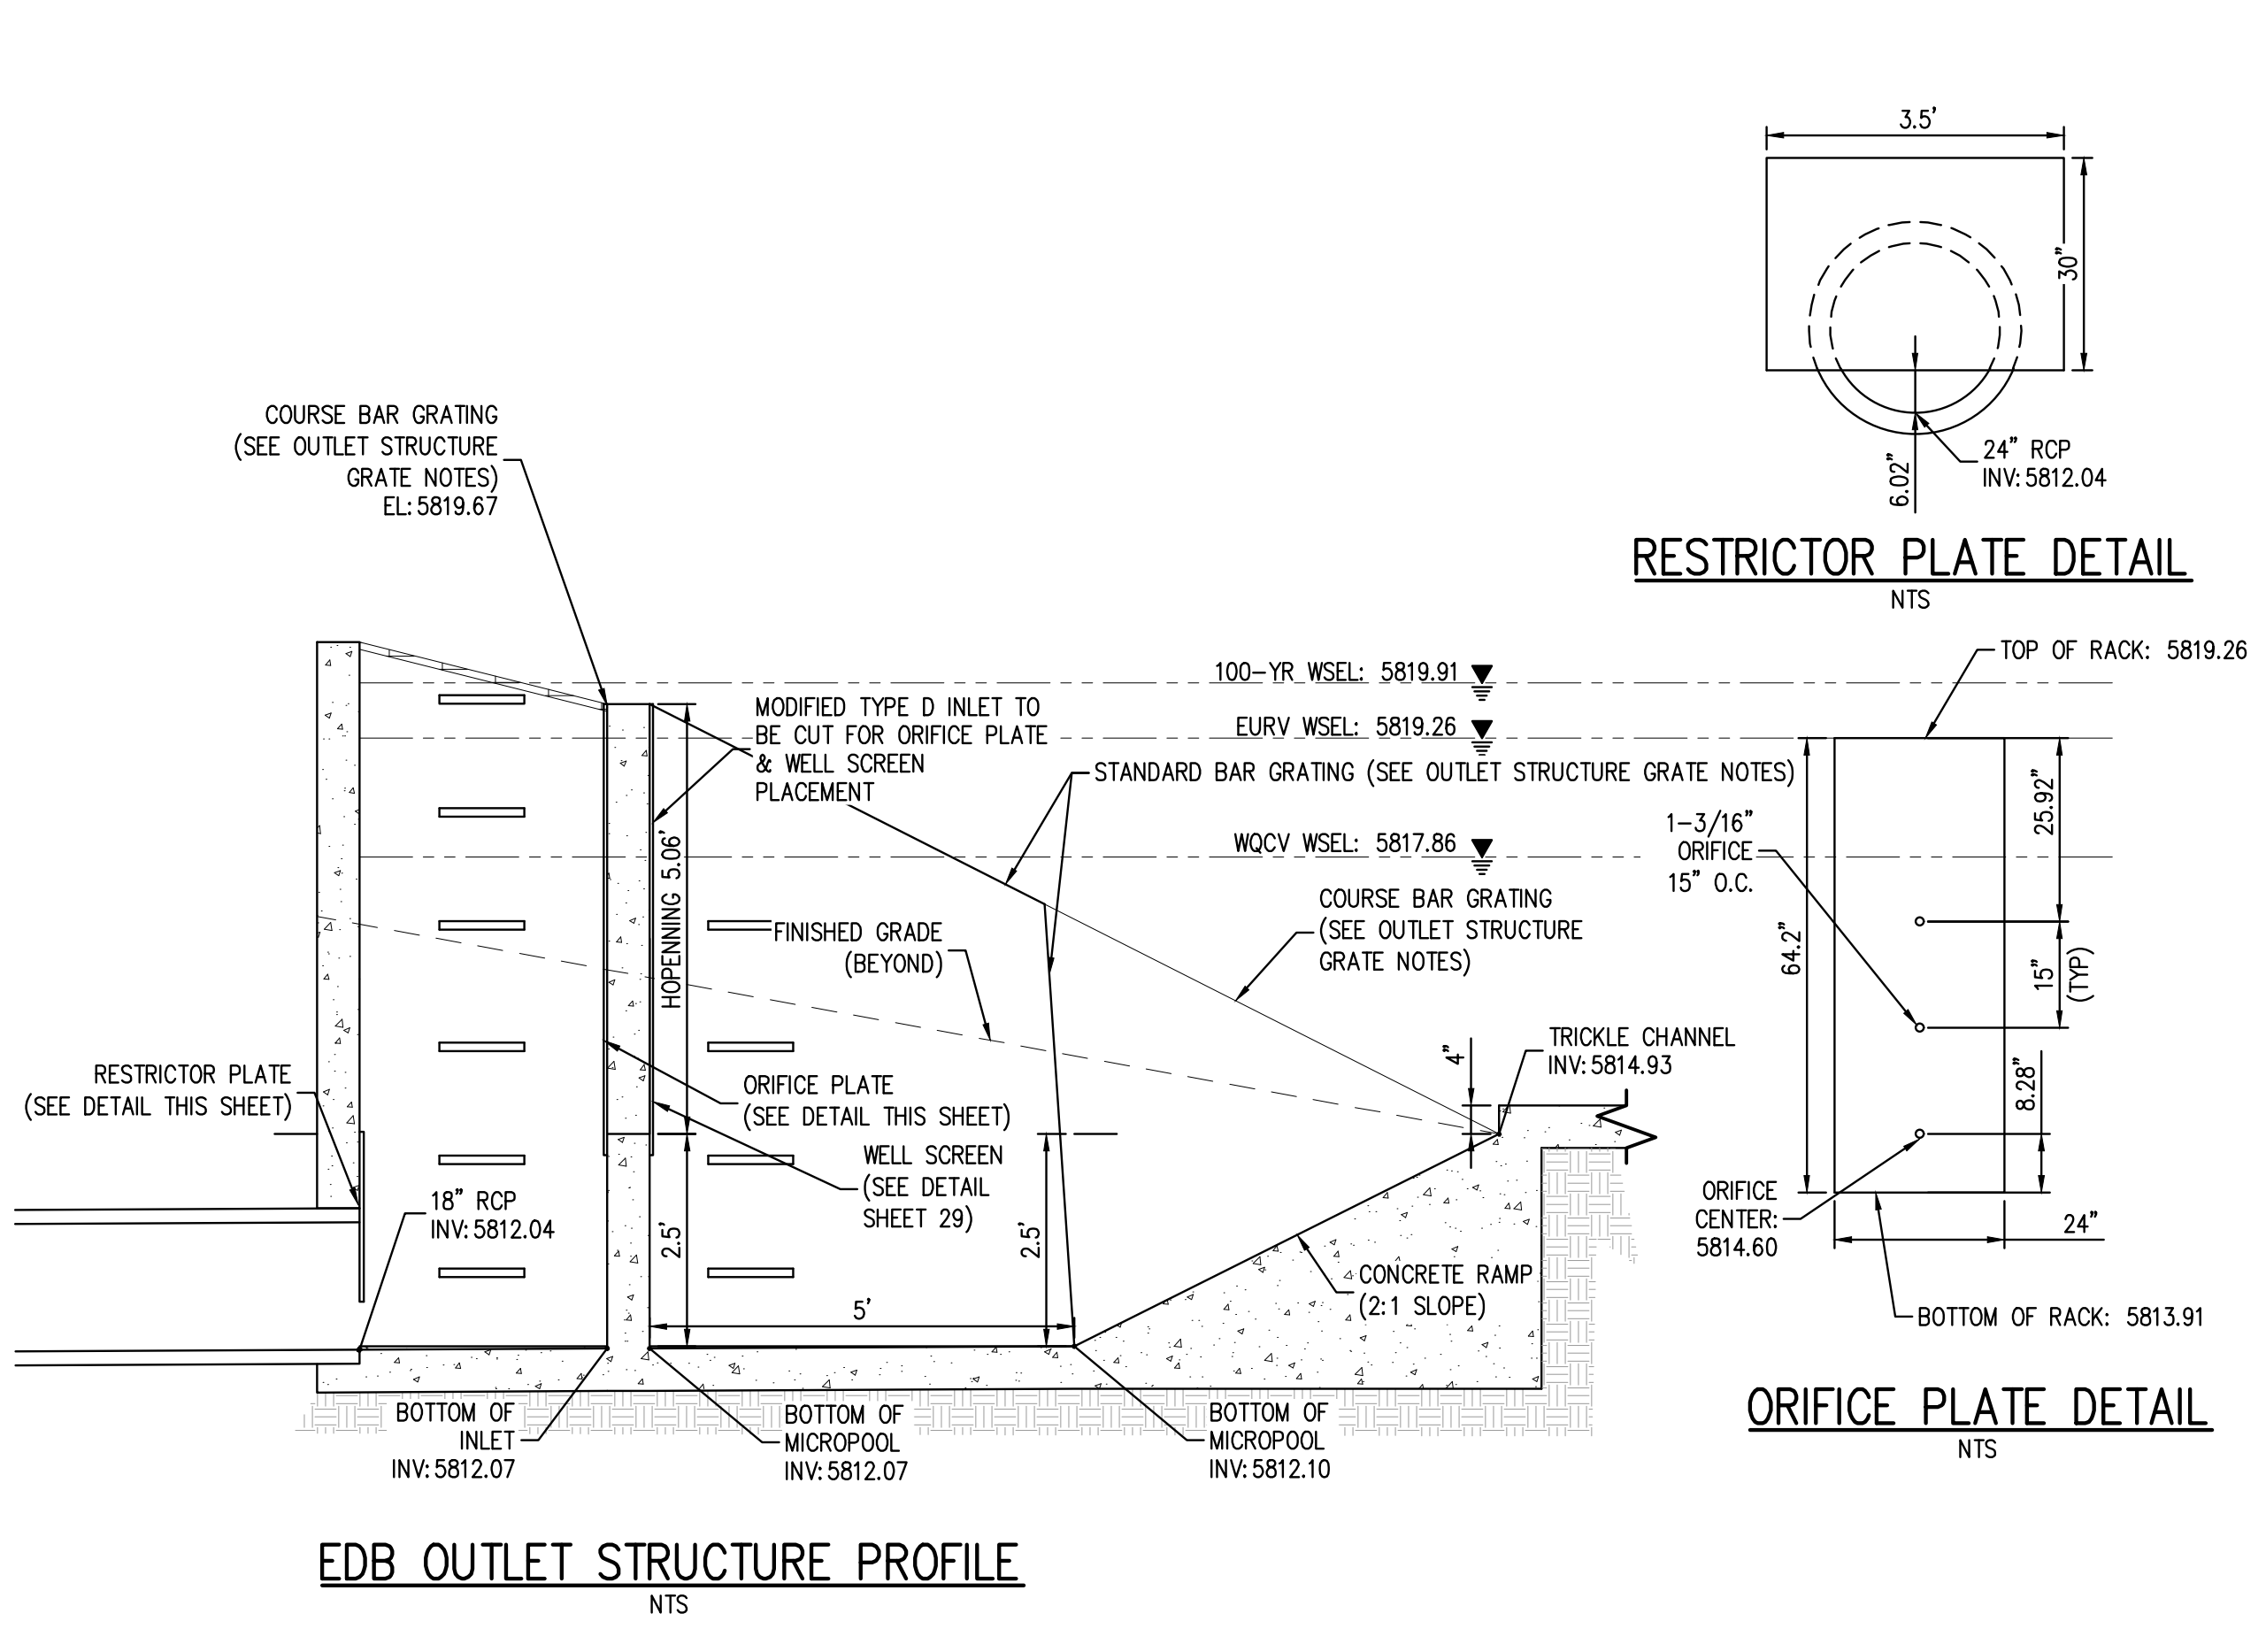 3.5'
30"
6.02"
24" RCP
INV: 5812.04
RESTRICTOR PLATE DETAIL
NTS
COURSE BAR GRATING
(SEE OUTLET STRUCTURE
GRATE NOTES)
EL: 5819.67
100-YR WSEL: 5819.91
EURV WSEL: 5819.26
WQCV WSEL: 5817.86
MODIFIED TYPE D INLET TO
BE CUT FOR ORIFICE PLATE
& WELL SCREEN
PLACEMENT
STANDARD BAR GRATING (SEE OUTLET STRUCTURE GRATE NOTES)
HOPENNING 5.06'
FINISHED GRADE
(BEYOND)
COURSE BAR GRATING
(SEE OUTLET STRUCTURE
GRATE NOTES)
4"
TRICKLE CHANNEL
INV: 5814.93
RESTRICTOR PLATE
(SEE DETAIL THIS SHEET)
ORIFICE PLATE
(SEE DETAIL THIS SHEET)
WELL SCREEN
(SEE DETAIL
SHEET 29)
18" RCP
INV: 5812.04
2.5'
2.5'
5'
CONCRETE RAMP
(2:1 SLOPE)
BOTTOM OF
INLET
INV: 5812.07
BOTTOM OF
MICROPOOL
INV: 5812.07
BOTTOM OF
MICROPOOL
INV: 5812.10
EDB OUTLET STRUCTURE PROFILE
NTS
TOP OF RACK: 5819.26
1-3/16"
ORIFICE
15" O.C.
64.2"
25.92"
15"
(TYP)
8.28"
ORIFICE
CENTER:
5814.60
24"
BOTTOM OF RACK: 5813.91
ORIFICE PLATE DETAIL
NTS